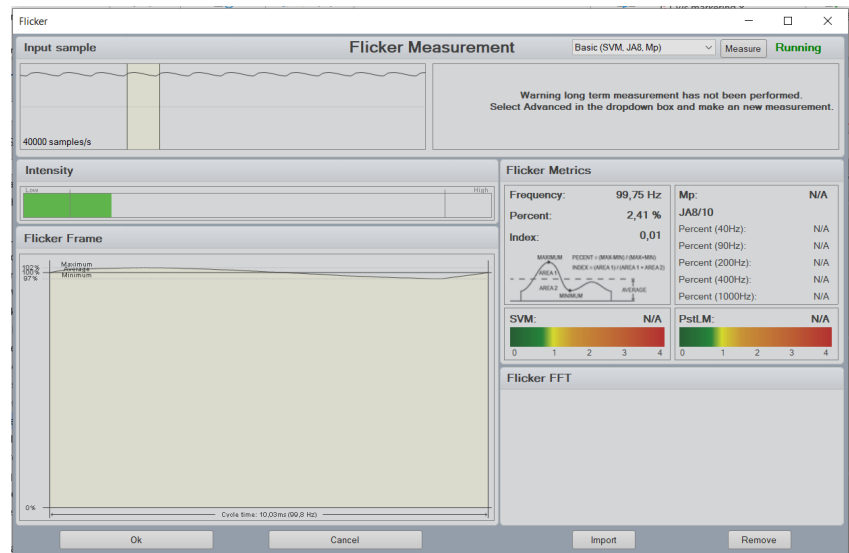 Flicker
Input sample
Flicker Measurement
Basic (SVM, JA8, Mp)
Measure
Running
40000 samples/s
Warning long term measurement has not been performed.
Select Advanced in the dropdown box and make an new measurement.
Intensity
Low
High
Flicker Metrics
Frequency: 99,75 Hz
Percent: 2,41 %
Index: 0,01
MAXIMUM
PECENT = (MAX-MIN) / (MAX+MIN)
INDEX = (AREA 1) / (AREA 1 + AREA 2)
AREA 1
AREA 2
AVERAGE
MINIMUM
Mp: N/A
JA8/10
Percent (40Hz): N/A
Percent (90Hz): N/A
Percent (200Hz): N/A
Percent (400Hz): N/A
Percent (1000Hz): N/A
Flicker Frame
102%
Maximum
100%
Average
97%
Minimum
0%
Cycle time: 10,03ms (99,8 Hz)
SVM: N/A
0 1 2 3 4
PstLM: N/A
0 1 2 3 4
Flicker FFT
Ok
Cancel
Import
Remove